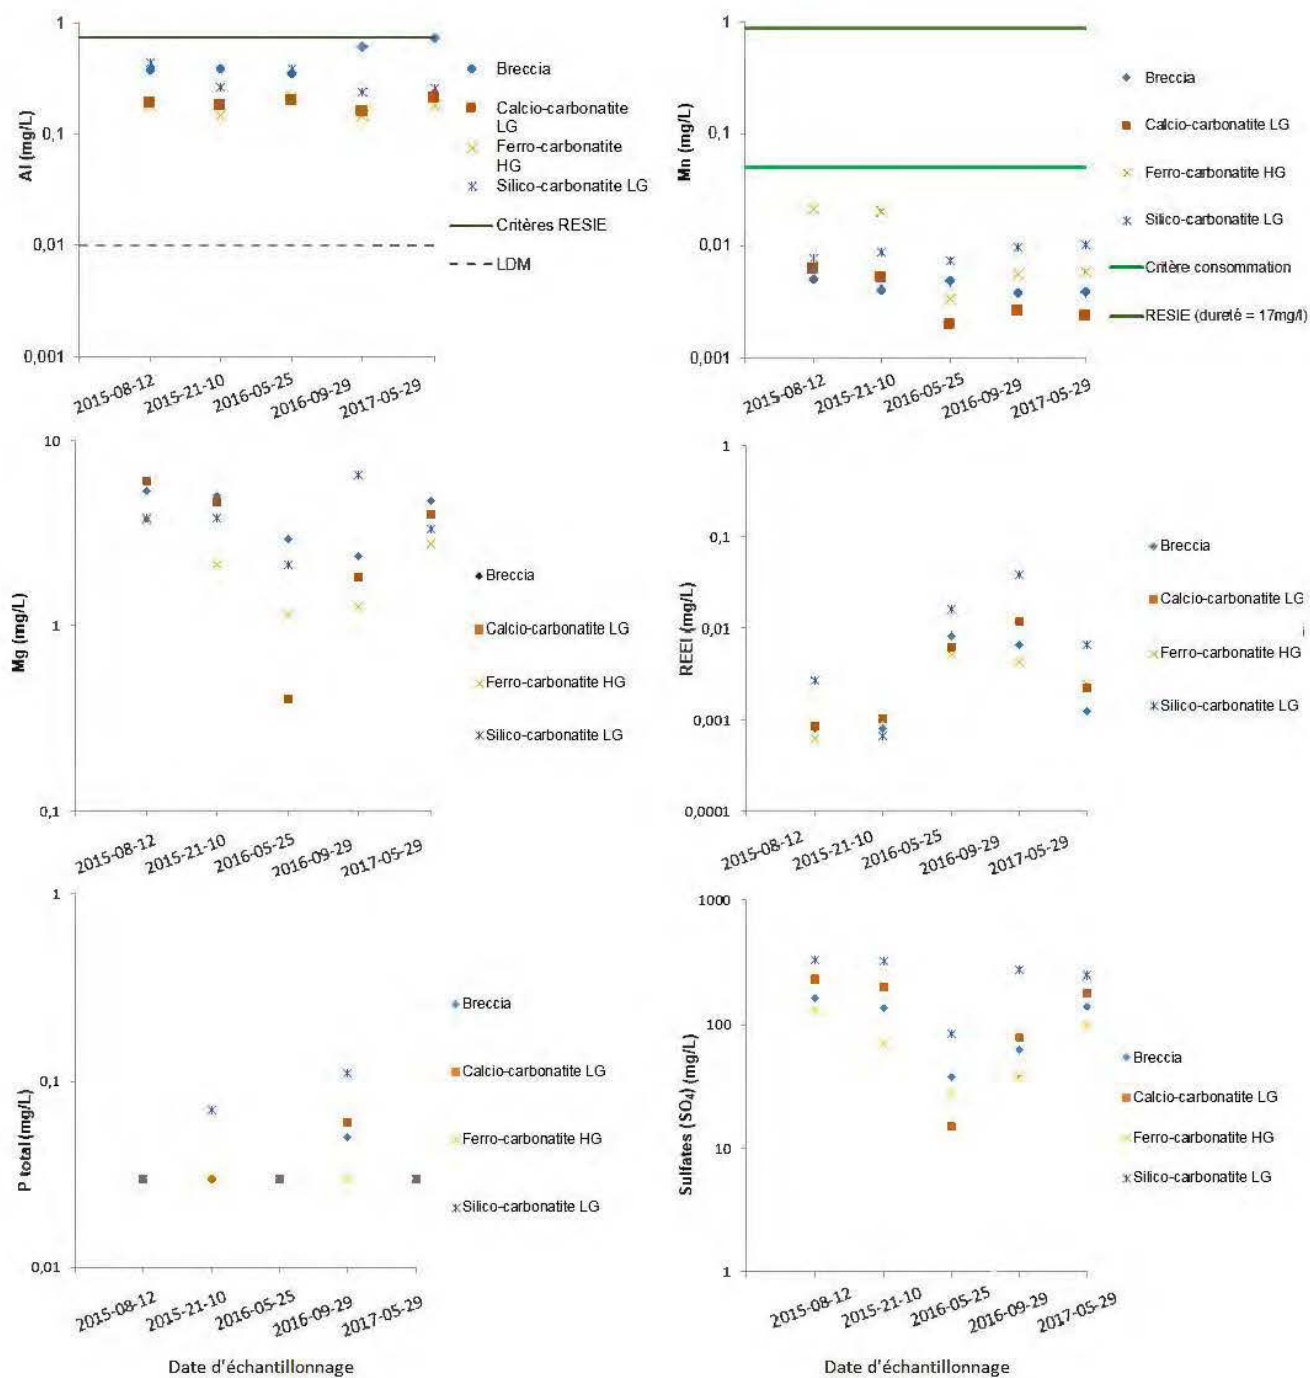 1
0,1
0,01
0,001
Al (mg/L)
2015-08-12
2015-21-10
2016-05-25
2016-09-29
2017-05-29
Breccia
Calcio-carbonatite
LG
Ferro-carbonatite
HG
Silico-carbonatite LG
Critères RESIE
LDM
1
0,1
0,01
0,001
Mn (mg/L)
2015-08-12
2015-21-10
2016-05-25
2016-09-29
2017-05-29
Breccia
Calcio-carbonatite LG
Ferro-carbonatite HG
Silico-carbonatite LG
Critère consommation
RESIE (dureté = 17mg/l)
10
1
0,1
Mg (mg/L)
2015-08-12
2015-21-10
2016-05-25
2016-09-29
2017-05-29
Breccia
Calcio-carbonatite LG
Ferro-carbonatite HG
Silico-carbonatite LG
1
0,1
0,01
0,001
0,0001
REEI (mg/L)
2015-08-12
2015-21-10
2016-05-25
2016-09-29
2017-05-29
Breccia
Calcio-carbonatite LG
Ferro-carbonatite HG
Silico-carbonatite LG
1
0,1
0,01
P total (mg/L)
2015-08-12
2015-21-10
2016-05-25
2016-09-29
2017-05-29
Date d'échantillonnage
Breccia
Calcio-carbonatite LG
Ferro-carbonatite HG
Silico-carbonatite LG
1000
100
10
1
Sulfates (SO₄) (mg/L)
2015-08-12
2015-21-10
2016-05-25
2016-09-29
2017-05-29
Date d'échantillonnage
Breccia
Calcio-carbonatite LG
Ferro-carbonatite HG
Silico-carbonatite LG